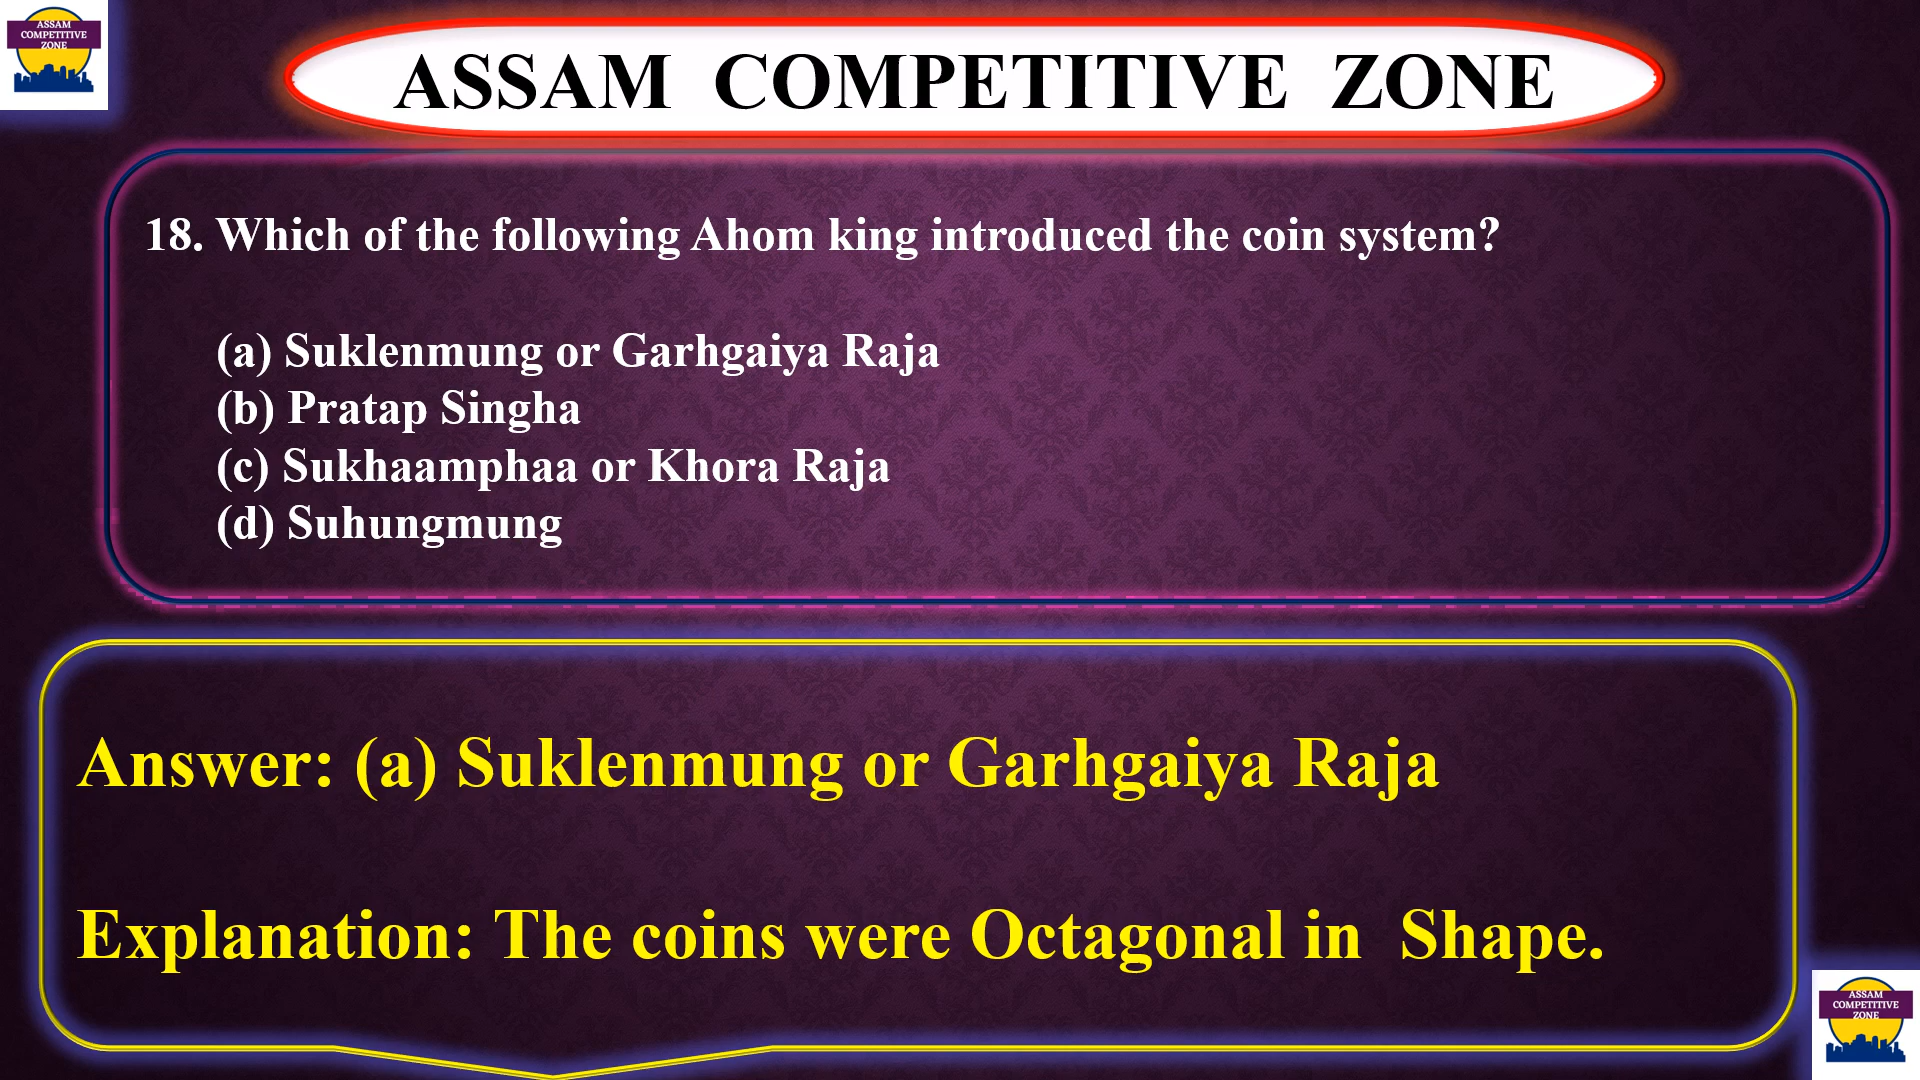 ASSAM
COMPETITIVE
ZONE
ASSAM COMPETITIVE ZONE
18. Which of the following Ahom king introduced the coin system?
(a) Suklenmung or Garhgaiya Raja
(b) Pratap Singha
(c) Sukhaamphaa or Khora Raja
(d) Suhungmung
Answer: (a) Suklenmung or Garhgaiya Raja
Explanation: The coins were Octagonal in Shape.
ASSAM
COMPETITIVE
ZONE